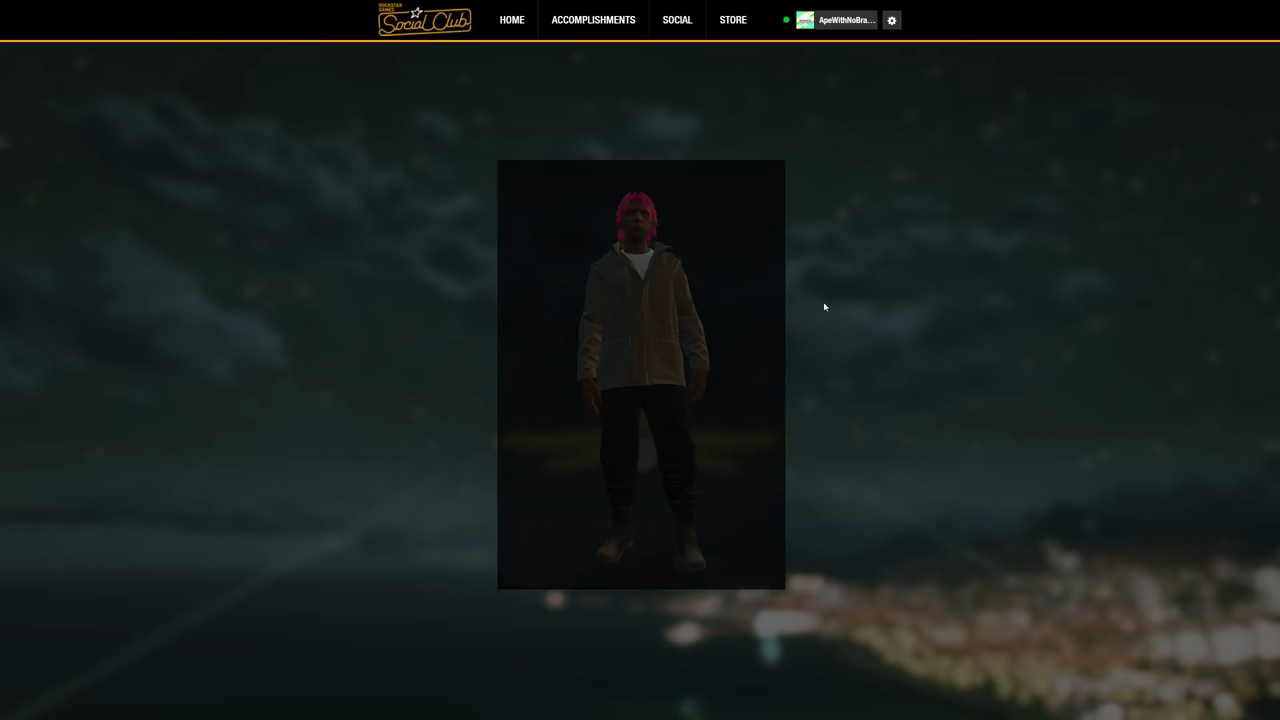 ROCKSTAR
GAMES
Social Club
HOME
ACCOMPLISHMENTS
SOCIAL
STORE
ApeWithNoBra...